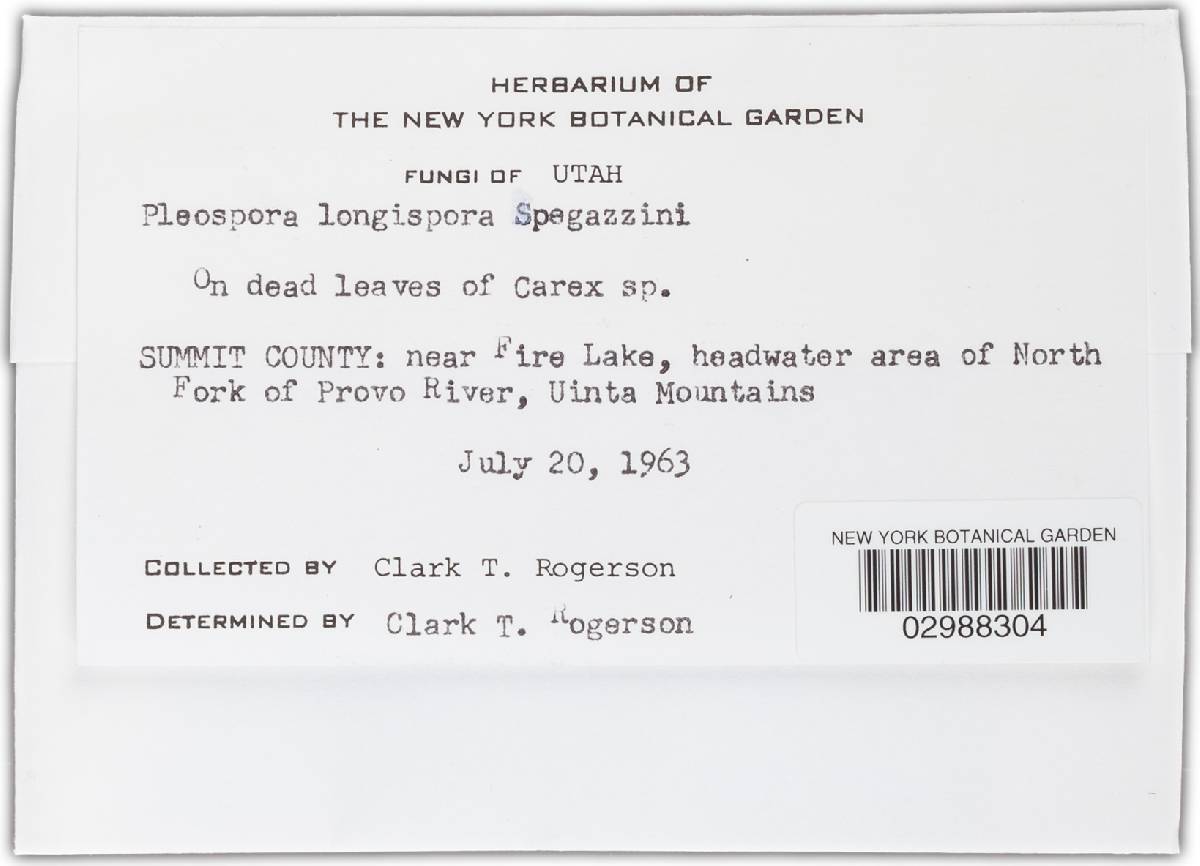 HERBARIUM OF
THE NEW YORK BOTANICAL GARDEN
FUNGI OF UTAH
Pleospora longispora Spegazzini
On dead leaves of Carex sp.
SUMMIT COUNTY: near Fire Lake, headwater area of North
Fork of Provo River, Uinta Mountains
July 20, 1963
COLLECTED BY Clark T. Rogerson
DETERMINED BY Clark T. Rogerson
NEW YORK BOTANICAL GARDEN
02988304